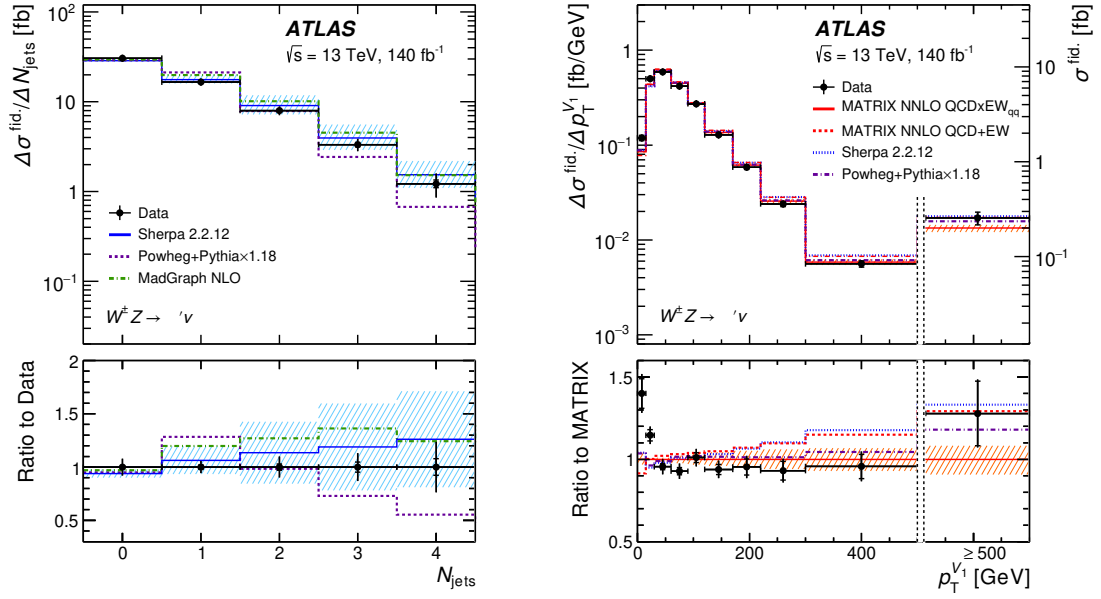 Δσ^fid./ΔN_jets [fb]
10²
10
1
10⁻¹
ATLAS
√s = 13 TeV, 140 fb⁻¹
Data
Sherpa 2.2.12
Powheg+Pythia×1.18
MadGraph NLO
W^±Z → ′ν
Ratio to Data
2
1.5
1
0.5
0 1 2 3 4
N_jets
Δσ^fid./Δp_T^V₁ [fb/GeV]
1
10⁻¹
10⁻²
10⁻³
ATLAS
√s = 13 TeV, 140 fb⁻¹
Data
MATRIX NNLO QCDxEW_qq
MATRIX NNLO QCD+EW
Sherpa 2.2.12
Powheg+Pythia×1.18
W^±Z → ′ν
σ^fid. [fb]
10
1
10⁻¹
Ratio to MATRIX
1.5
1
0.5
0 200 400 ≥ 500
p_T^V₁ [GeV]